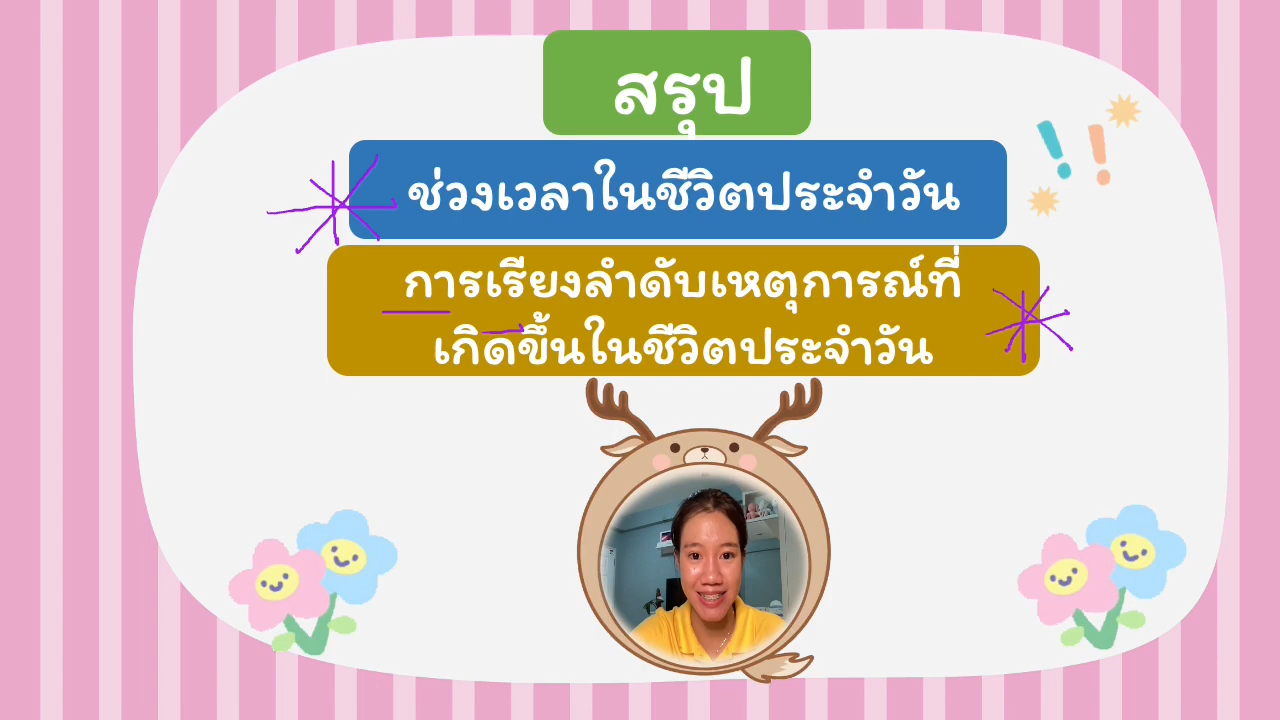 สรุป
ช่วงเวลาในชีวิตประจำวัน
การเรียงลำดับเหตุการณ์ที่
เกิดขึ้นในชีวิตประจำวัน